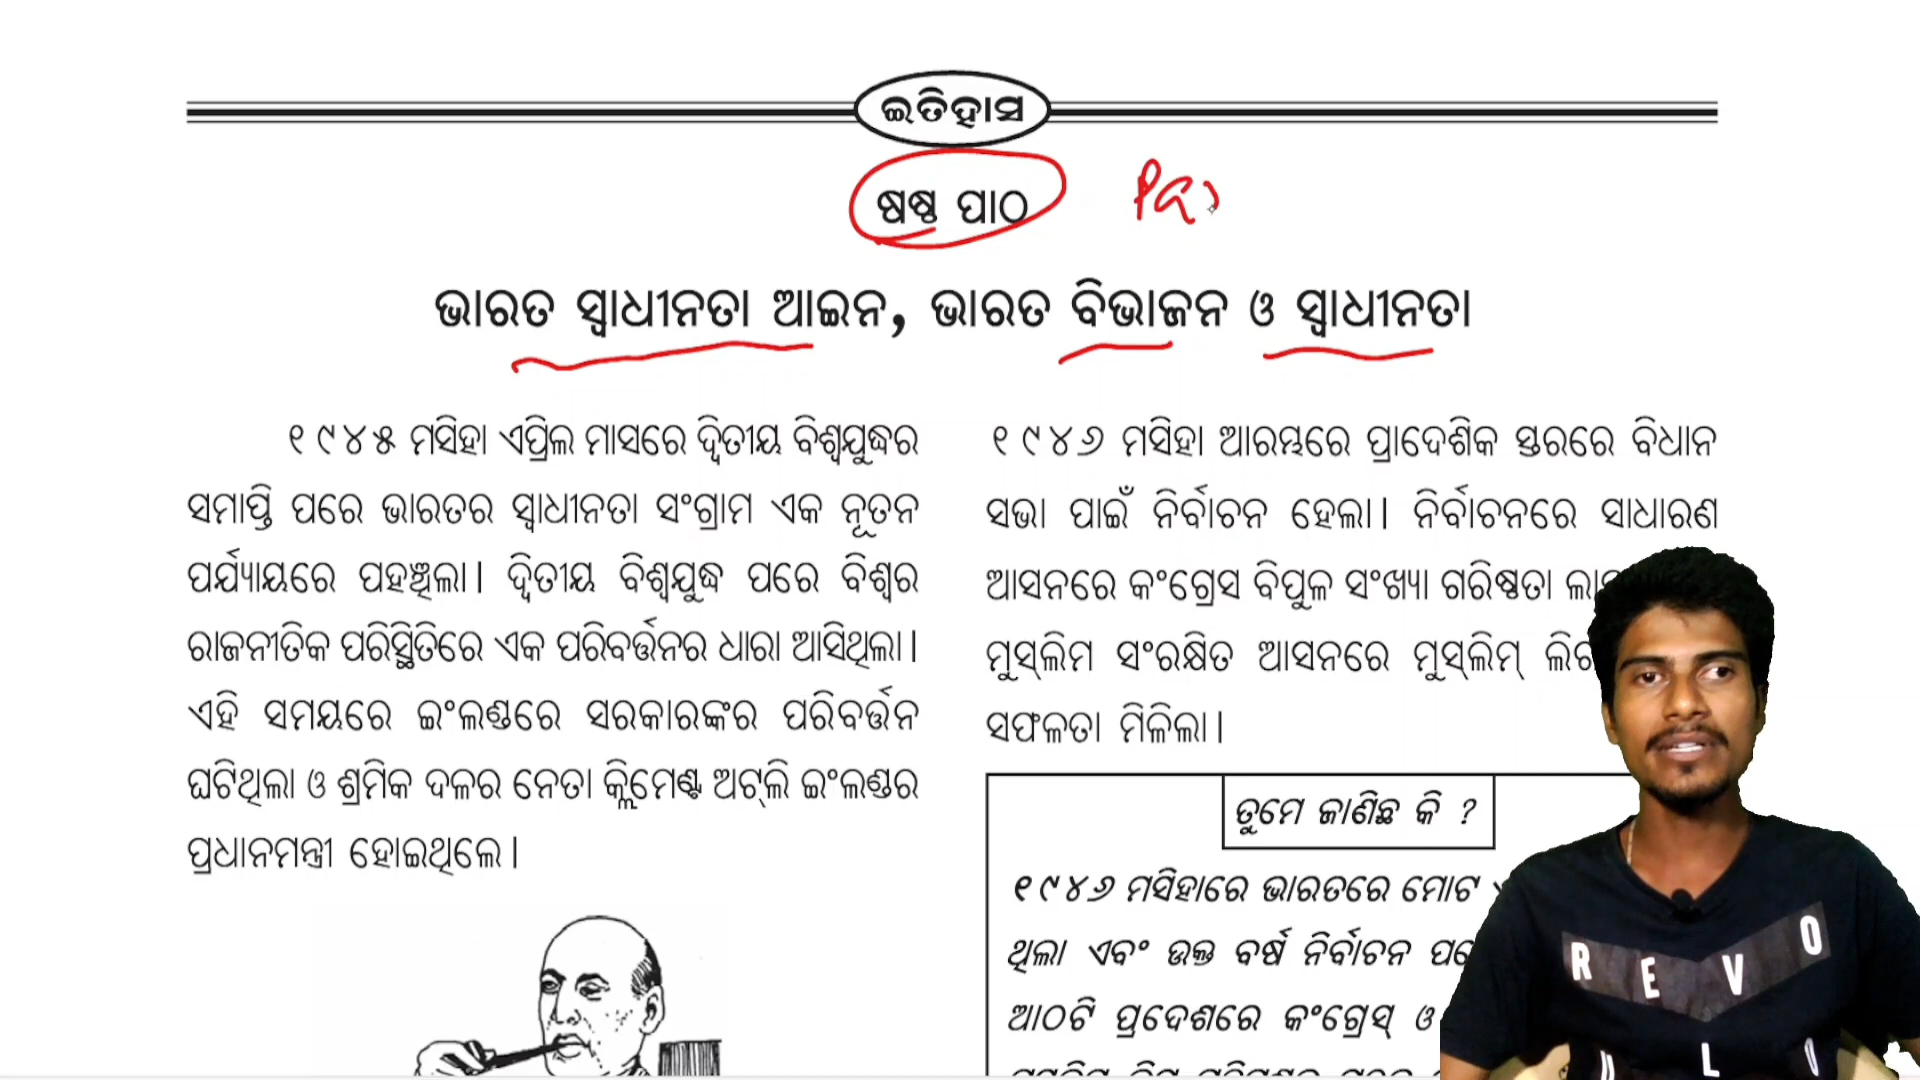 ଇତିହାସ
ଷଷ୍ଠ ପାଠ
ଭାରତ ସ୍ୱାଧୀନତା ଆଇନ, ଭାରତ ବିଭାଜନ ଓ ସ୍ୱାଧୀନତା
୧୯୪୫ ମସିହା ଏପ୍ରିଲ ମାସରେ ଦ୍ୱିତୀୟ ବିଶ୍ୱଯୁଦ୍ଧର
ସମାପ୍ତି ପରେ ଭାରତର ସ୍ୱାଧୀନତା ସଂଗ୍ରାମ ଏକ ନୂତନ
ପର୍ଯ୍ୟାୟରେ ପହଞ୍ଚିଲା। ଦ୍ୱିତୀୟ ବିଶ୍ୱଯୁଦ୍ଧ ପରେ ବିଶ୍ୱର
ରାଜନୀତିକ ପରିସ୍ଥିତିରେ ଏକ ପରିବର୍ତ୍ତନର ଧାରା ଆସିଥିଲା।
ଏହି ସମୟରେ ଇଂଲଣ୍ଡରେ ସରକାରଙ୍କର ପରିବର୍ତ୍ତନ
ଘଟିଥିଲା ଓ ଶ୍ରମିକ ଦଳର ନେତା କ୍ଲିମେଣ୍ଟ ଅଟ୍‌ଲି ଇଂଲଣ୍ଡର
ପ୍ରଧାନମନ୍ତ୍ରୀ ହୋଇଥିଲେ।
୧୯୪୬ ମସିହା ଆରମ୍ଭରେ ପ୍ରାଦେଶିକ ସ୍ତରରେ ବିଧାନ
ସଭା ପାଇଁ ନିର୍ବାଚନ ହେଲା। ନିର୍ବାଚନରେ ସାଧାରଣ
ଆସନରେ କଂଗ୍ରେସ ବିପୁଳ ସଂଖ୍ୟା ଗରିଷ୍ଠତା
ମୁସ୍‌ଲିମ ସଂରକ୍ଷିତ ଆସନରେ ମୁସ୍‌ଲିମ୍
ସଫଳତା ମିଳିଲା।
ତୁମେ ଜାଣିଛ କି ?
୧୯୪୬ ମସିହାରେ ଭାରତରେ ମୋଟ
ଥିଲା ଏବଂ ଉକ୍ତ ବର୍ଷ ନିର୍ବାଚନ
ଆଠଟି ପ୍ରଦେଶରେ କଂଗ୍ରେସ୍ ଓ
REVO